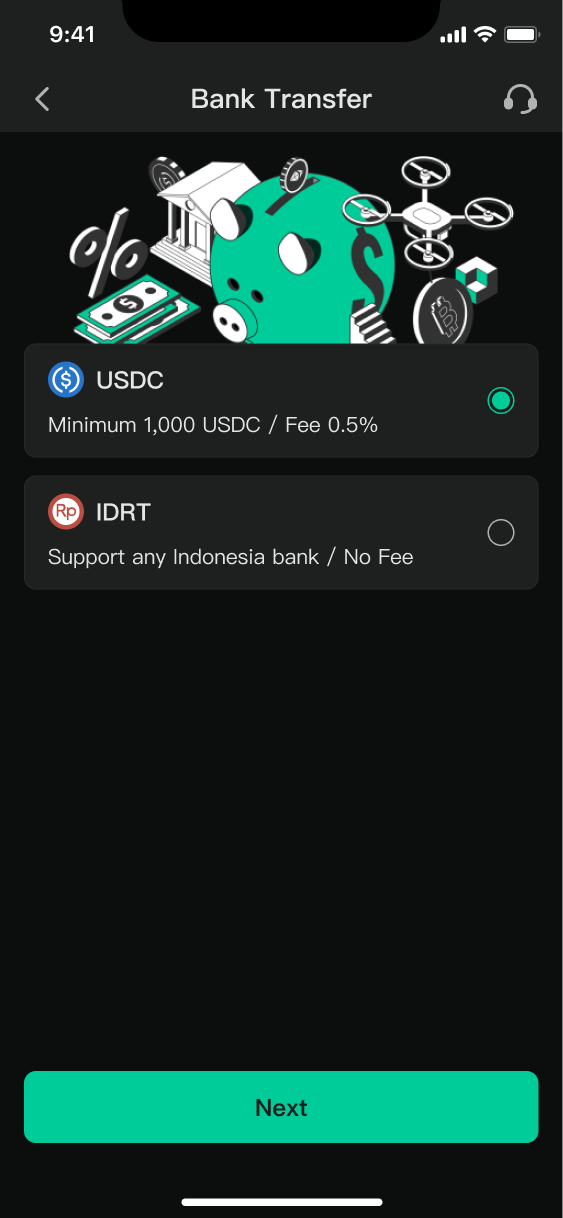 9:41
Bank Transfer
USDC
Minimum 1,000 USDC / Fee 0.5%
Rp
IDRT
Support any Indonesia bank / No Fee
Next